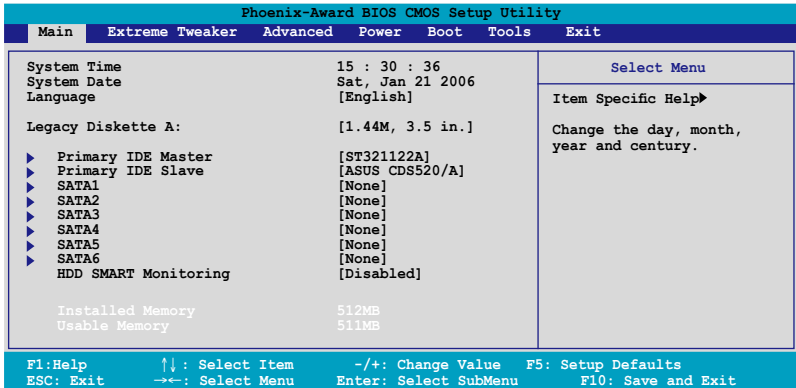 Phoenix-Award BIOS CMOS Setup Utility
Main Extreme Tweaker Advanced Power Boot Tools Exit
System Time 15 : 30 : 36
System Date Sat, Jan 21 2006
Language [English]
Legacy Diskette A: [1.44M, 3.5 in.]
Primary IDE Master [ST321122A]
Primary IDE Slave [ASUS CDS520/A]
SATA1 [None]
SATA2 [None]
SATA3 [None]
SATA4 [None]
SATA5 [None]
SATA6 [None]
HDD SMART Monitoring [Disabled]
Installed Memory 512MB
Usable Memory 511MB
Select Menu
Item Specific Help▶
Change the day, month,
year and century.
F1:Help ↑↓ : Select Item -/+: Change Value F5: Setup Defaults
ESC: Exit →←: Select Menu Enter: Select SubMenu F10: Save and Exit